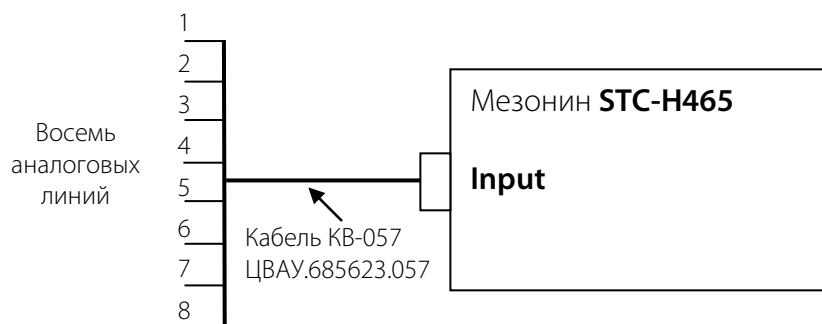 1
2
3
4
5
6
7
8
Восемь
аналоговых
линий
Кабель КВ-057
ЦВАУ.685623.057
Мезонин STC-H465
Input